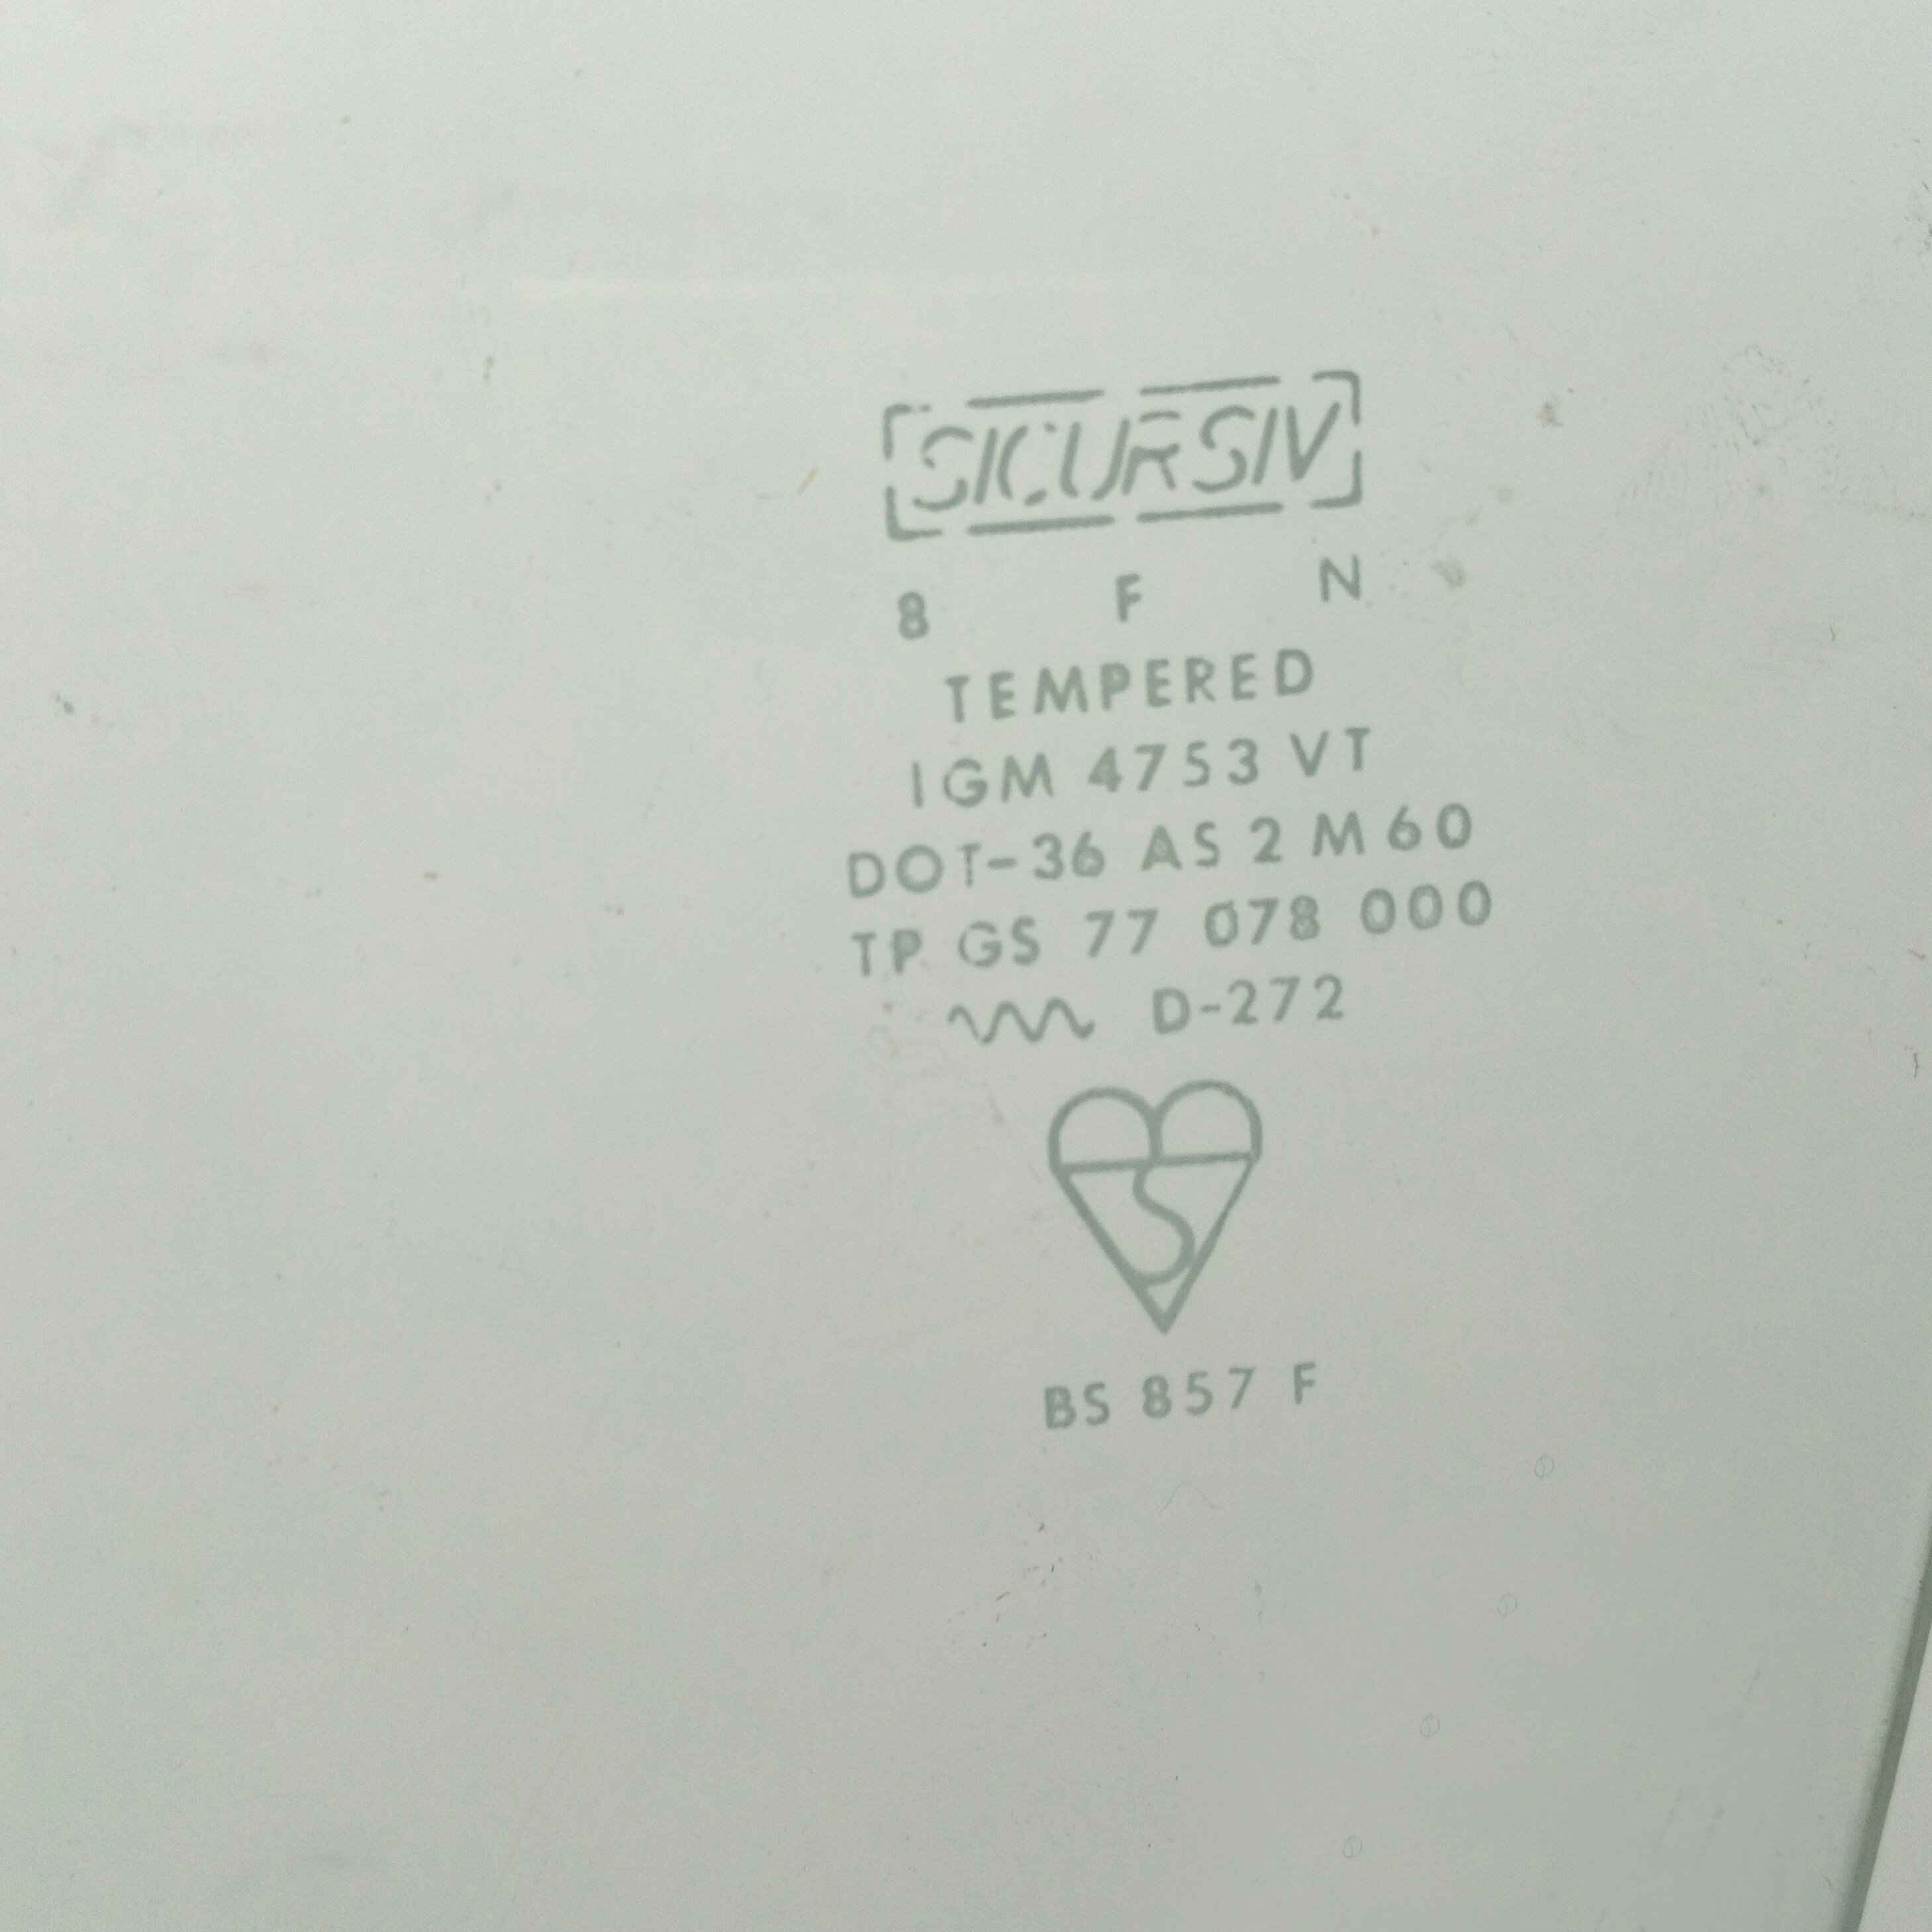 SICURSIV
8 F N
TEMPERED
IGM 4753 VT
DOT-36 AS 2 M60
TP GS 77 078 000
D-272
BS 857 F